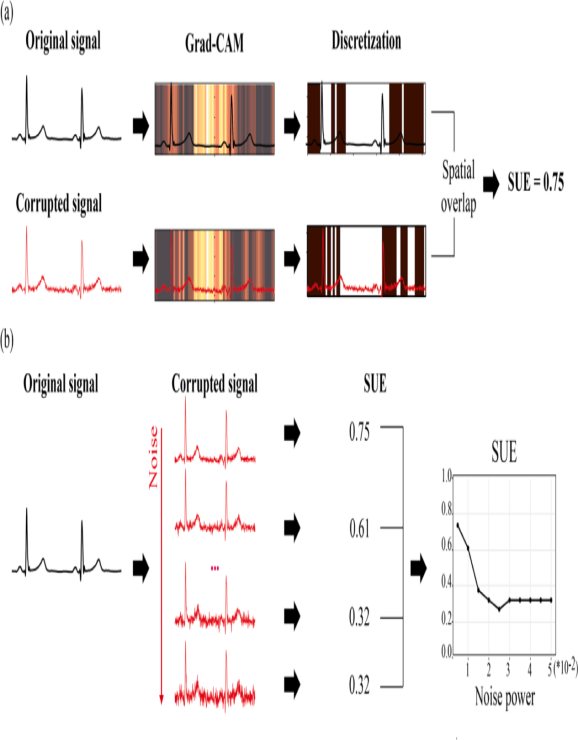 (a)
Original signal
Grad-CAM
Discretization
Corrupted signal
Spatial
overlap
SUE = 0.75
(b)
Original signal
Corrupted signal
SUE
Noise
0.75
0.61
...
0.32
0.32
SUE
1.0
0.8
0.6
0.4
0.2
0.0
1 2 3 4 5 (*10-2)
Noise power